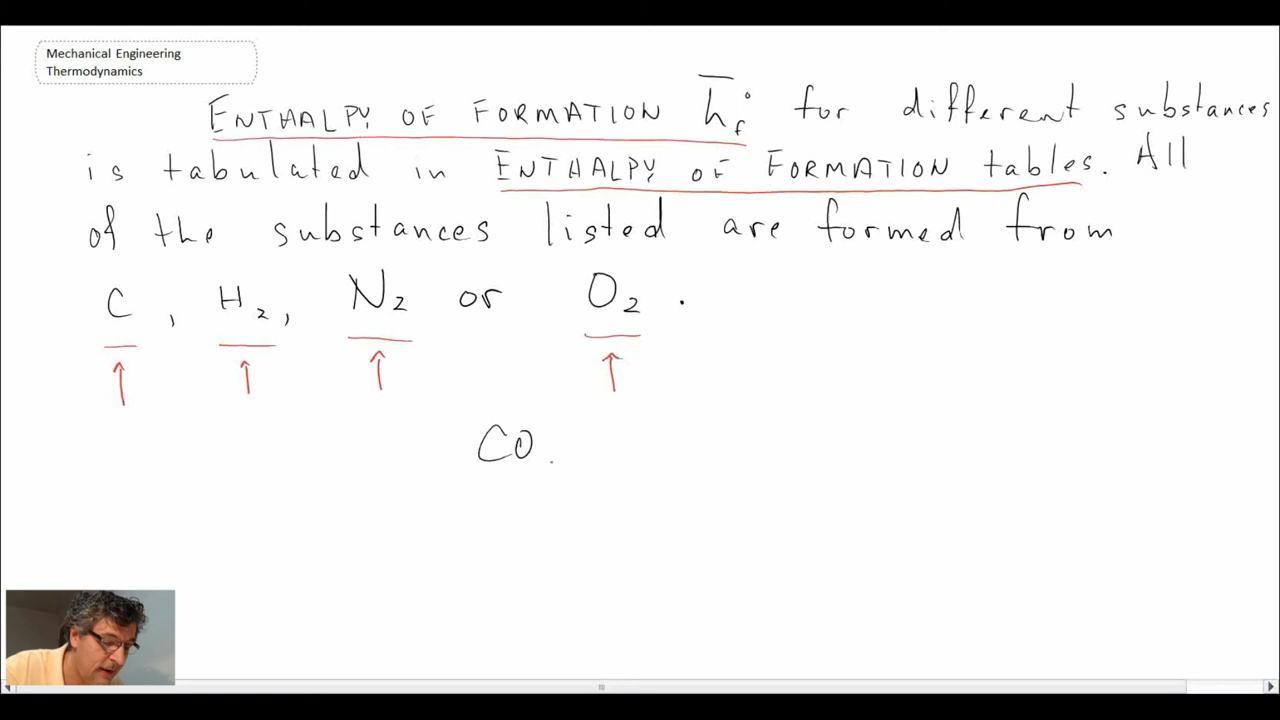 Mechanical Engineering
Thermodynamics
ENTHALPY OF FORMATION h̄°f for different substances
is tabulated in ENTHALPY OF FORMATION tables. All
of the substances listed are formed from
C, H₂, N₂ or O₂.
CO